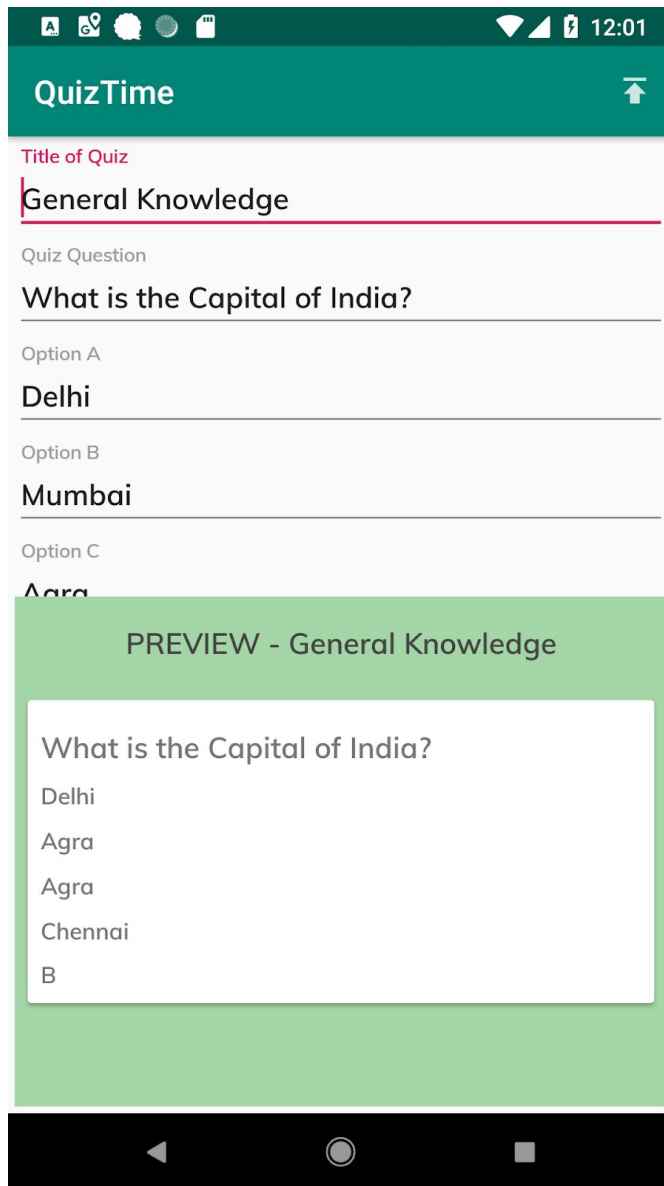 12:01
QuizTime
Title of Quiz
General Knowledge
Quiz Question
What is the Capital of India?
Option A
Delhi
Option B
Mumbai
Option C
Agra
PREVIEW - General Knowledge
What is the Capital of India?
Delhi
Agra
Agra
Chennai
B